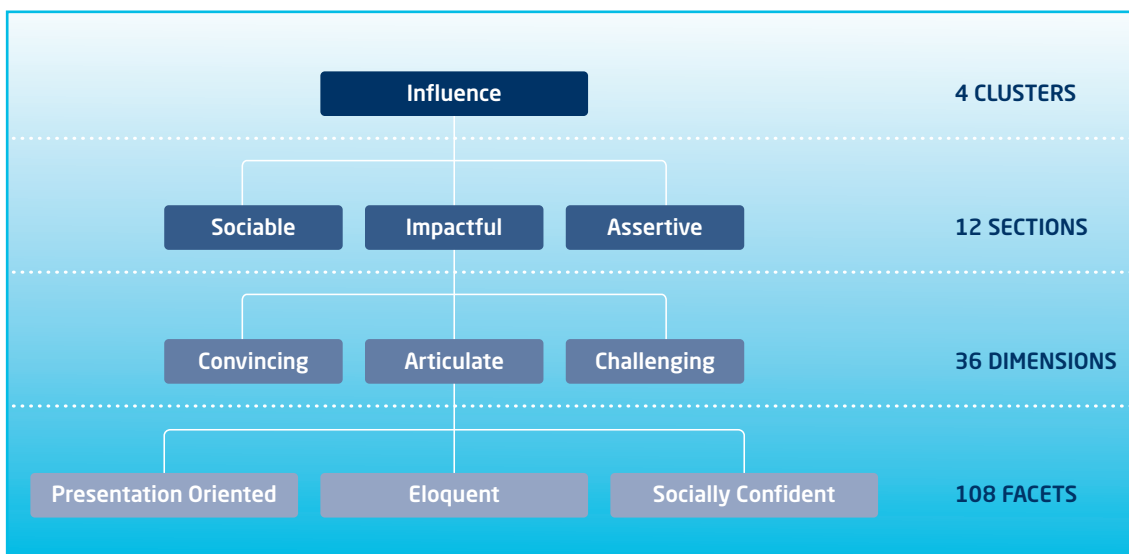 Influence
4 CLUSTERS
Sociable
Impactful
Assertive
12 SECTIONS
Convincing
Articulate
Challenging
36 DIMENSIONS
Presentation Oriented
Eloquent
Socially Confident
108 FACETS